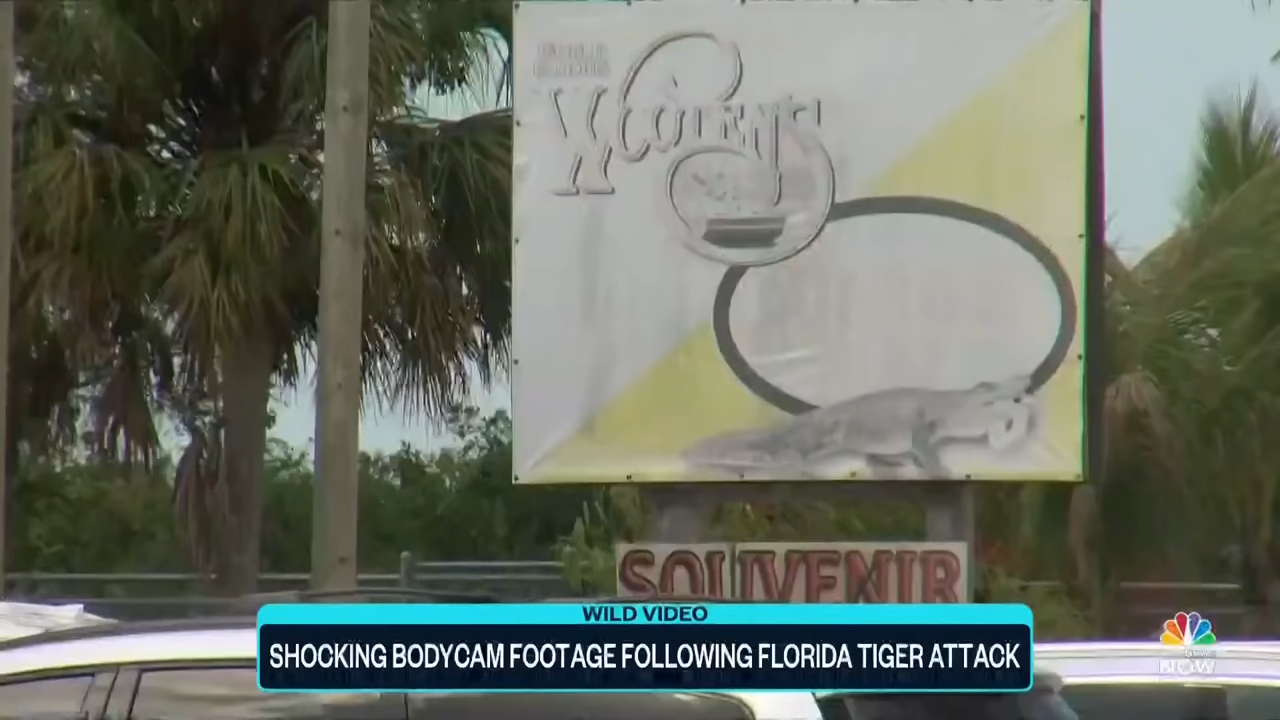 SOUVENIR
WILD VIDEO
SHOCKING BODYCAM FOOTAGE FOLLOWING FLORIDA TIGER ATTACK
NOW